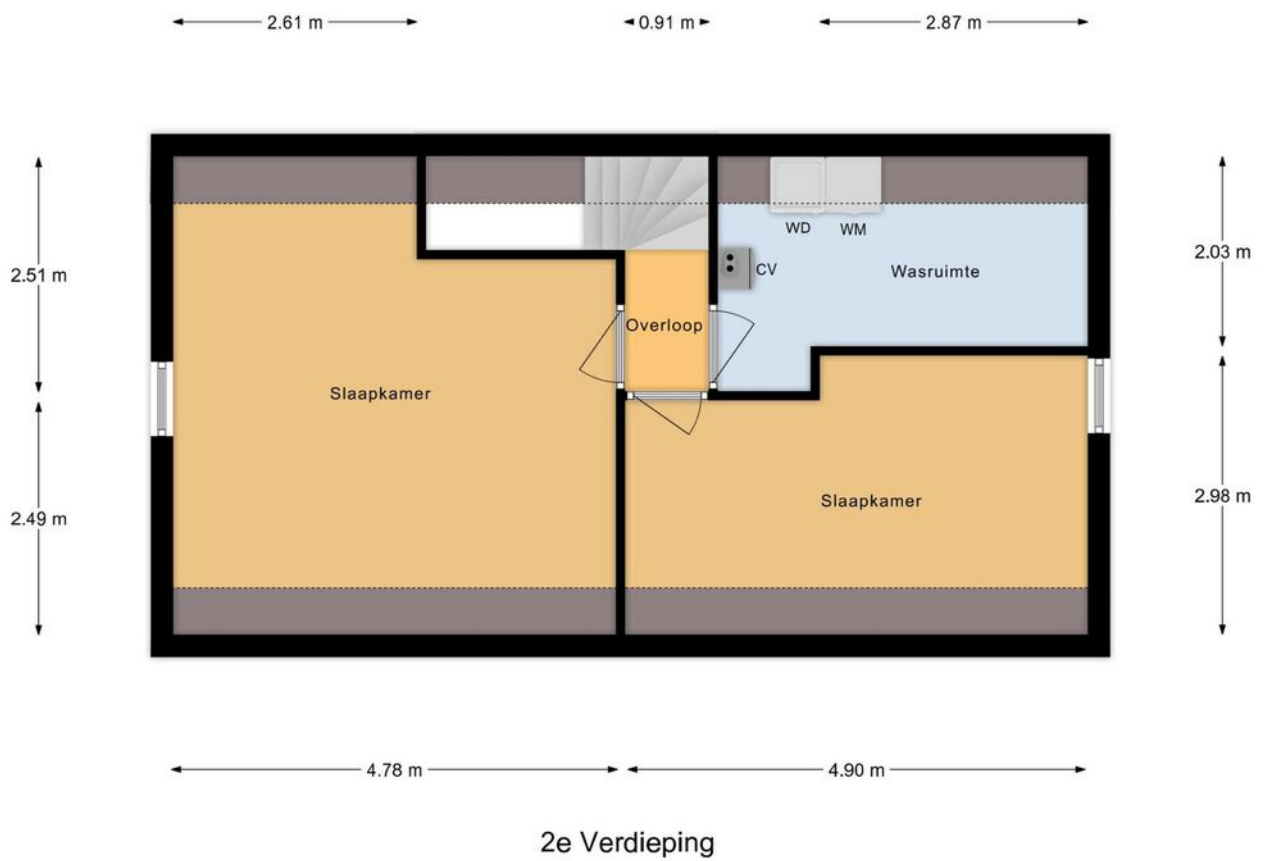 2.61 m
0.91 m
2.87 m
WD
WM
2.03 m
CV
Wasruimte
2.51 m
Overloop
Slaapkamer
2.98 m
Slaapkamer
2.49 m
4.78 m
4.90 m
2e Verdieping